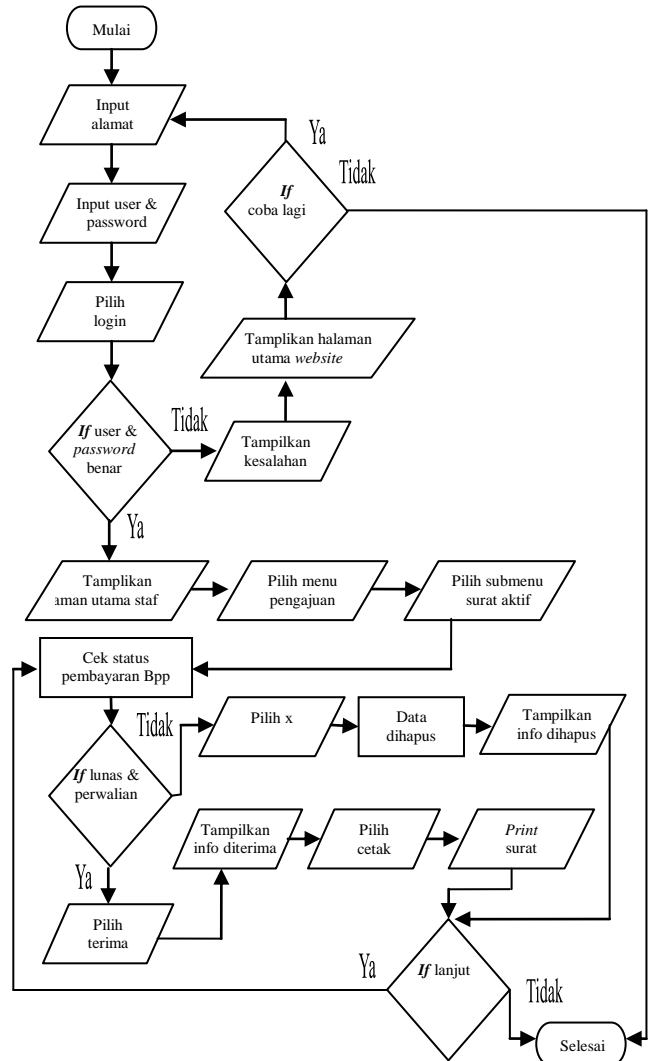 Mulai
Input
alamat
Ya
Tidak
If
coba lagi
Input user &
password
Pilih
login
Tamplikan halaman
utama website
If user &
password
benar
Tidak
Tampilkan
kesalahan
Ya
Tamplikan
aman utama staf
Pilih menu
pengajuan
Pilih submenu
surat aktif
Cek status
pembayaran Bpp
Tidak
Pilih x
Data
dihapus
Tampilkan
info dihapus
If lunas &
perwalian
Tampilkan
info diterima
Pilih
cetak
Print
surat
Ya
Pilih
terima
Ya
If lanjut
Tidak
Selesai